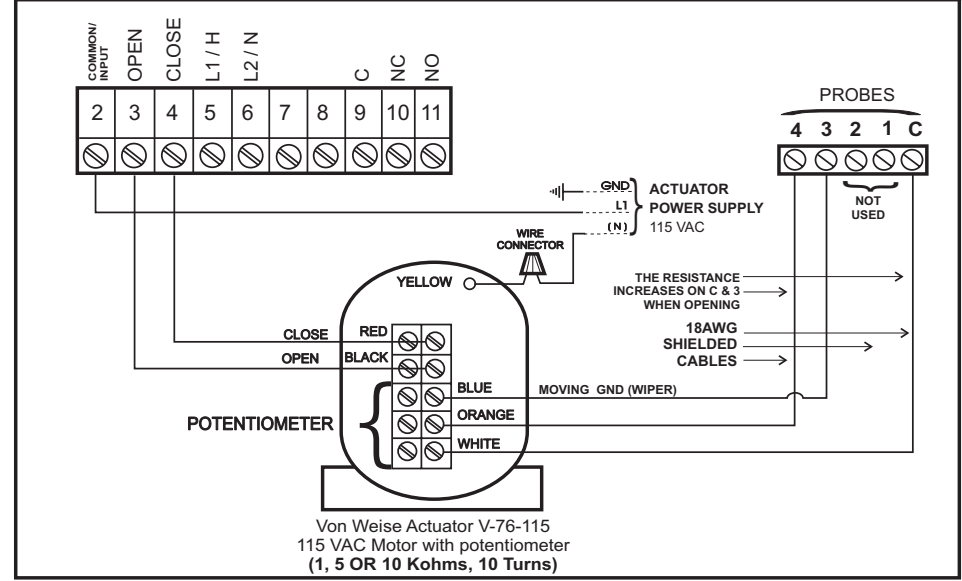 COMMON/
INPUT
OPEN
CLOSE
L1 / H
L2 / N
C
NC
NO
2 3 4 5 6 7 8 9 10 11
PROBES
4 3 2 1 C
NOT
USED
GND
L1
(N)
ACTUATOR
POWER SUPPLY
115 VAC
WIRE
CONNECTOR
YELLOW
THE RESISTANCE
INCREASES ON C & 3
WHEN OPENING
18AWG
SHIELDED
CABLES
CLOSE RED
OPEN BLACK
BLUE MOVING GND (WIPER)
ORANGE
POTENTIOMETER
WHITE
Von Weise Actuator V-76-115
115 VAC Motor with potentiometer
(1, 5 OR 10 Kohms, 10 Turns)